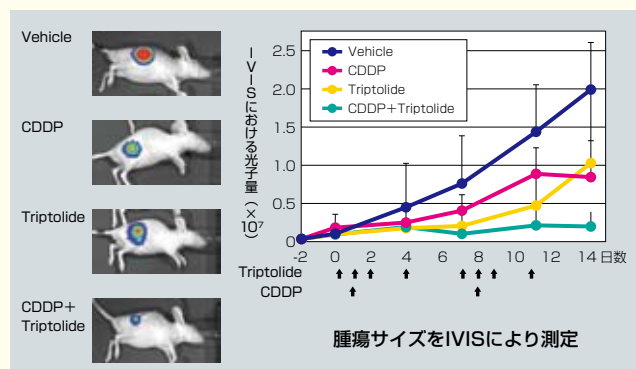 Vehicle
CDDP
Triptolide
CDDP+
Triptolide
IVISにおける光子量（×10⁷）
2.5
2.0
1.5
1.0
0.5
0
Vehicle
CDDP
Triptolide
CDDP+Triptolide
-2 0 2 4 6 8 10 12 14 日数
Triptolide
CDDP
腫瘍サイズをIVISにより測定